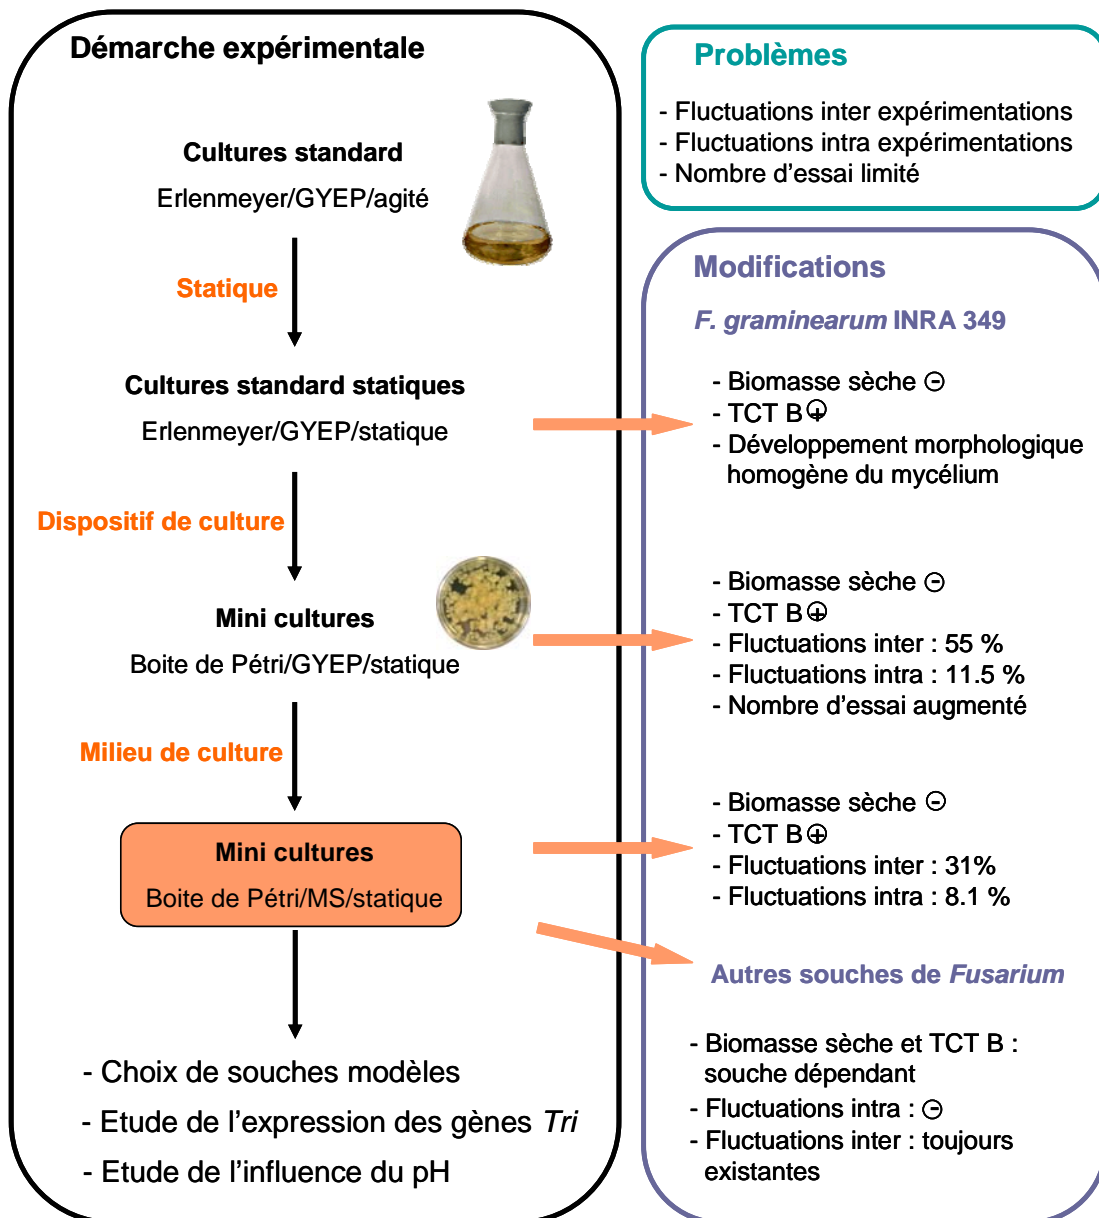 Démarche expérimentale
Cultures standard
Erlenmeyer/GYEP/agité
Statique
Cultures standard statiques
Erlenmeyer/GYEP/statique
Dispositif de culture
Mini cultures
Boite de Pétri/GYEP/statique
Milieu de culture
Mini cultures
Boite de Pétri/MS/statique
- Choix de souches modèles
- Etude de l'expression des gènes Tri
- Etude de l'influence du pH
Problèmes
- Fluctuations inter expérimentations
- Fluctuations intra expérimentations
- Nombre d'essai limité
Modifications
F. graminearum INRA 349
- Biomasse sèche ⊖
- TCT B ⊕
- Développement morphologique
homogène du mycélium
- Biomasse sèche ⊖
- TCT B ⊕
- Fluctuations inter : 55 %
- Fluctuations intra : 11.5 %
- Nombre d'essai augmenté
- Biomasse sèche ⊖
- TCT B ⊕
- Fluctuations inter : 31%
- Fluctuations intra : 8.1 %
Autres souches de Fusarium
- Biomasse sèche et TCT B :
souche dépendant
- Fluctuations intra : ⊖
- Fluctuations inter : toujours
existantes